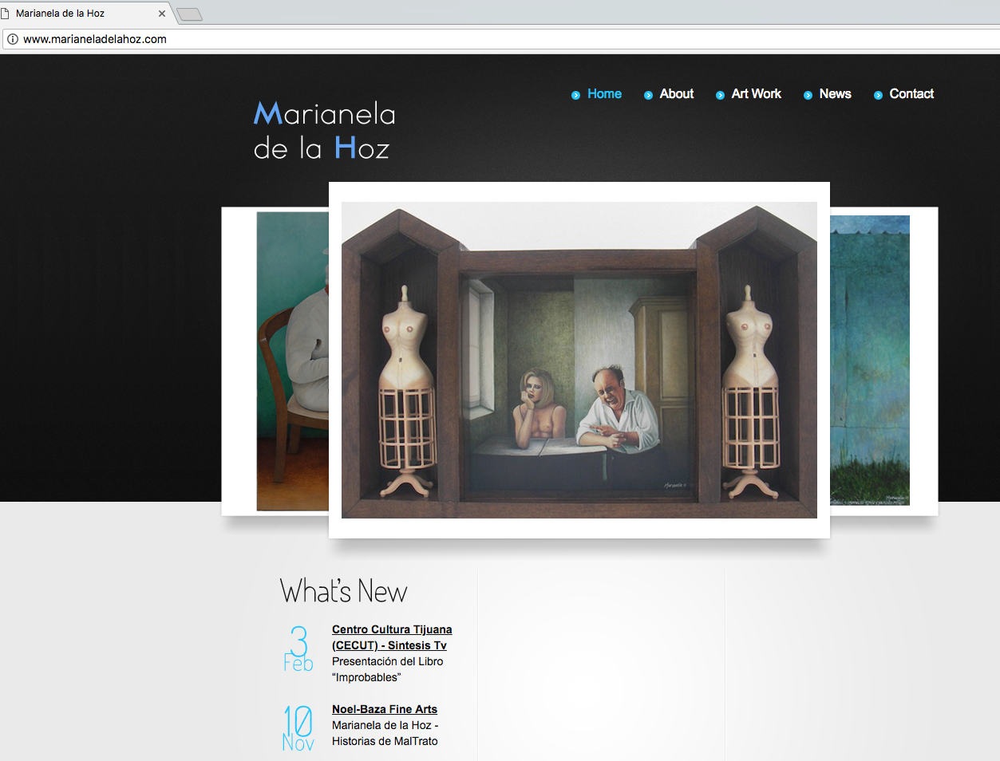 Marianela de la Hoz
www.marianeladelahoz.com
Home
About
Art Work
News
Contact
Marianela
de la Hoz
Marianela
What's New
3
Feb
Centro Cultura Tijuana
(CECUT) - Sintesis Tv
Presentación del Libro
“Improbables”
10
Nov
Noel-Baza Fine Arts
Marianela de la Hoz -
Historias de MalTrato